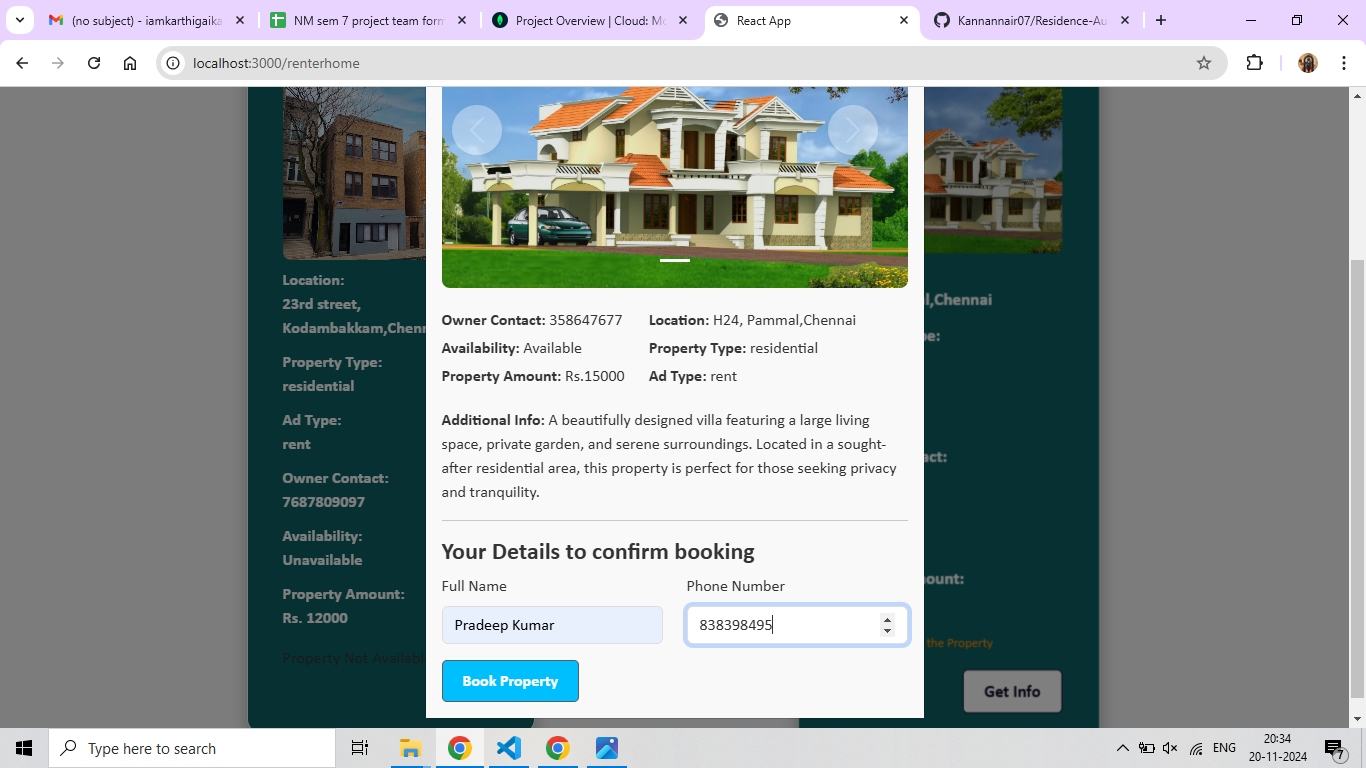 (no subject) - iamkarthigaika
NM sem 7 project team form
Project Overview | Cloud: Mo
React App
Kannannair07/Residence-Au
localhost:3000/renterhome
Location:
23rd street,
Kodambakkam,Chenn
Property Type:
residential
Ad Type:
rent
Owner Contact:
7687809097
Availability:
Unavailable
Property Amount:
Rs. 12000
Property Not Availabl
Owner Contact: 358647677 Location: H24, Pammal,Chennai
Availability: Available Property Type: residential
Property Amount: Rs.15000 Ad Type: rent
Additional Info: A beautifully designed villa featuring a large living
space, private garden, and serene surroundings. Located in a sought-
after residential area, this property is perfect for those seeking privacy
and tranquility.
Your Details to confirm booking
Full Name Phone Number
Pradeep Kumar 838398495
Book Property
l,Chennai
e:
act:
ount:
the Property
Get Info
Type here to search
ENG
20:34
20-11-2024
7